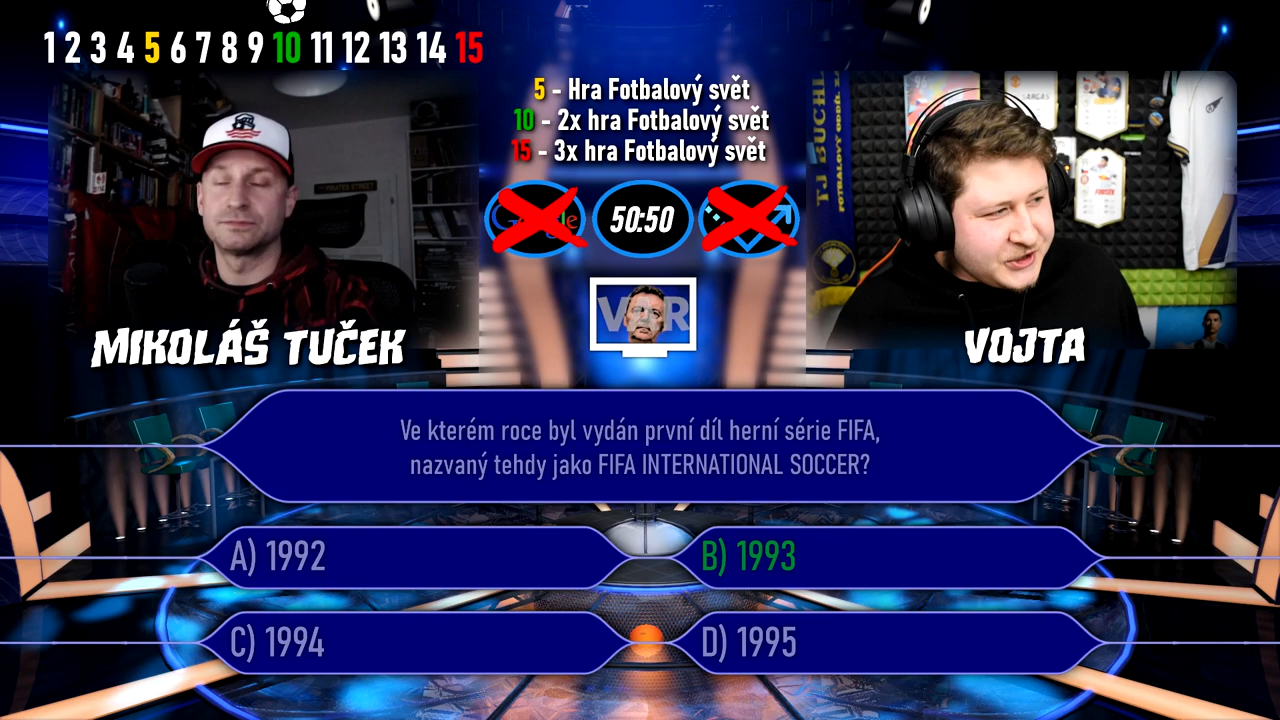 1 2 3 4 5 6 7 8 9 10 11 12 13 14 15
5 - Hra Fotbalový svět
10 - 2x hra Fotbalový svět
15 - 3x hra Fotbalový svět
50:50
MIKOLÁŠ TUČEK
VOJTA
Ve kterém roce byl vydán první díl herní série FIFA,
nazvaný tehdy jako FIFA INTERNATIONAL SOCCER?
A) 1992
B) 1993
C) 1994
D) 1995